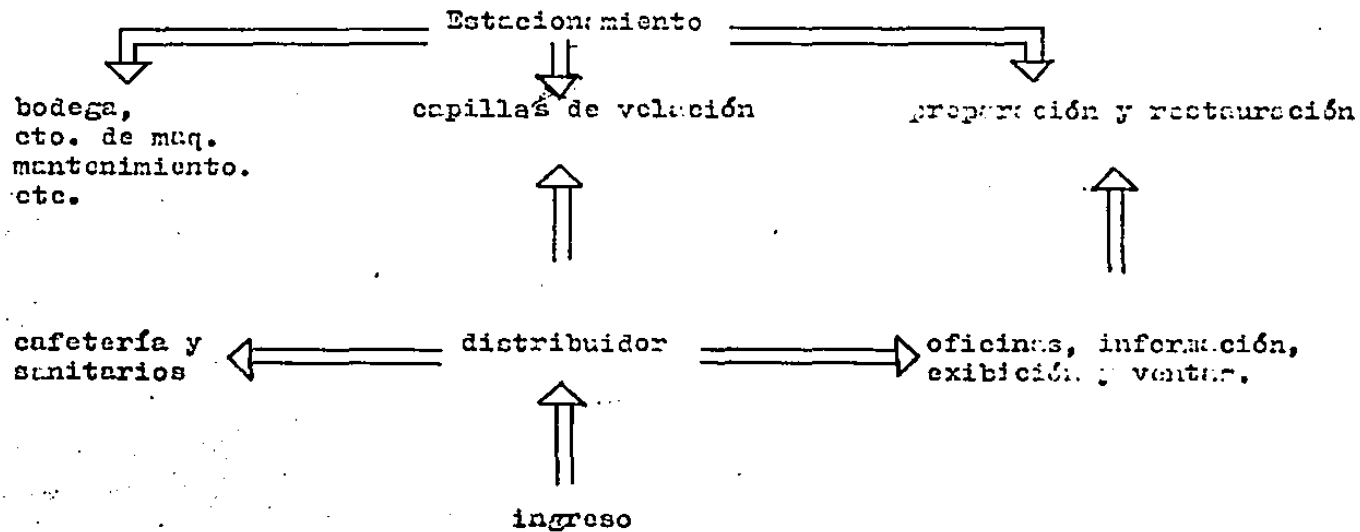 Estacionamiento
bodega,
cto. de maq.
mantenimiento.
etc.
capillas de velación
preparación y restauración
cafetería y
sanitarios
distribuidor
oficinas, información,
exibición y ventas.
ingreso